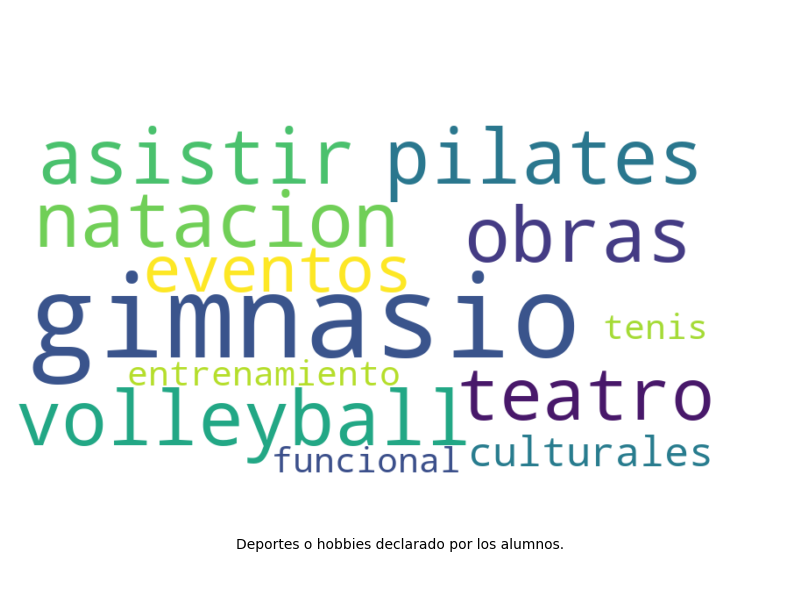 asistir pilates
natacion obras
eventos
gimnasio tenis
entrenamiento teatro
volleyball culturales
funcional
Deportes o hobbies declarado por los alumnos.